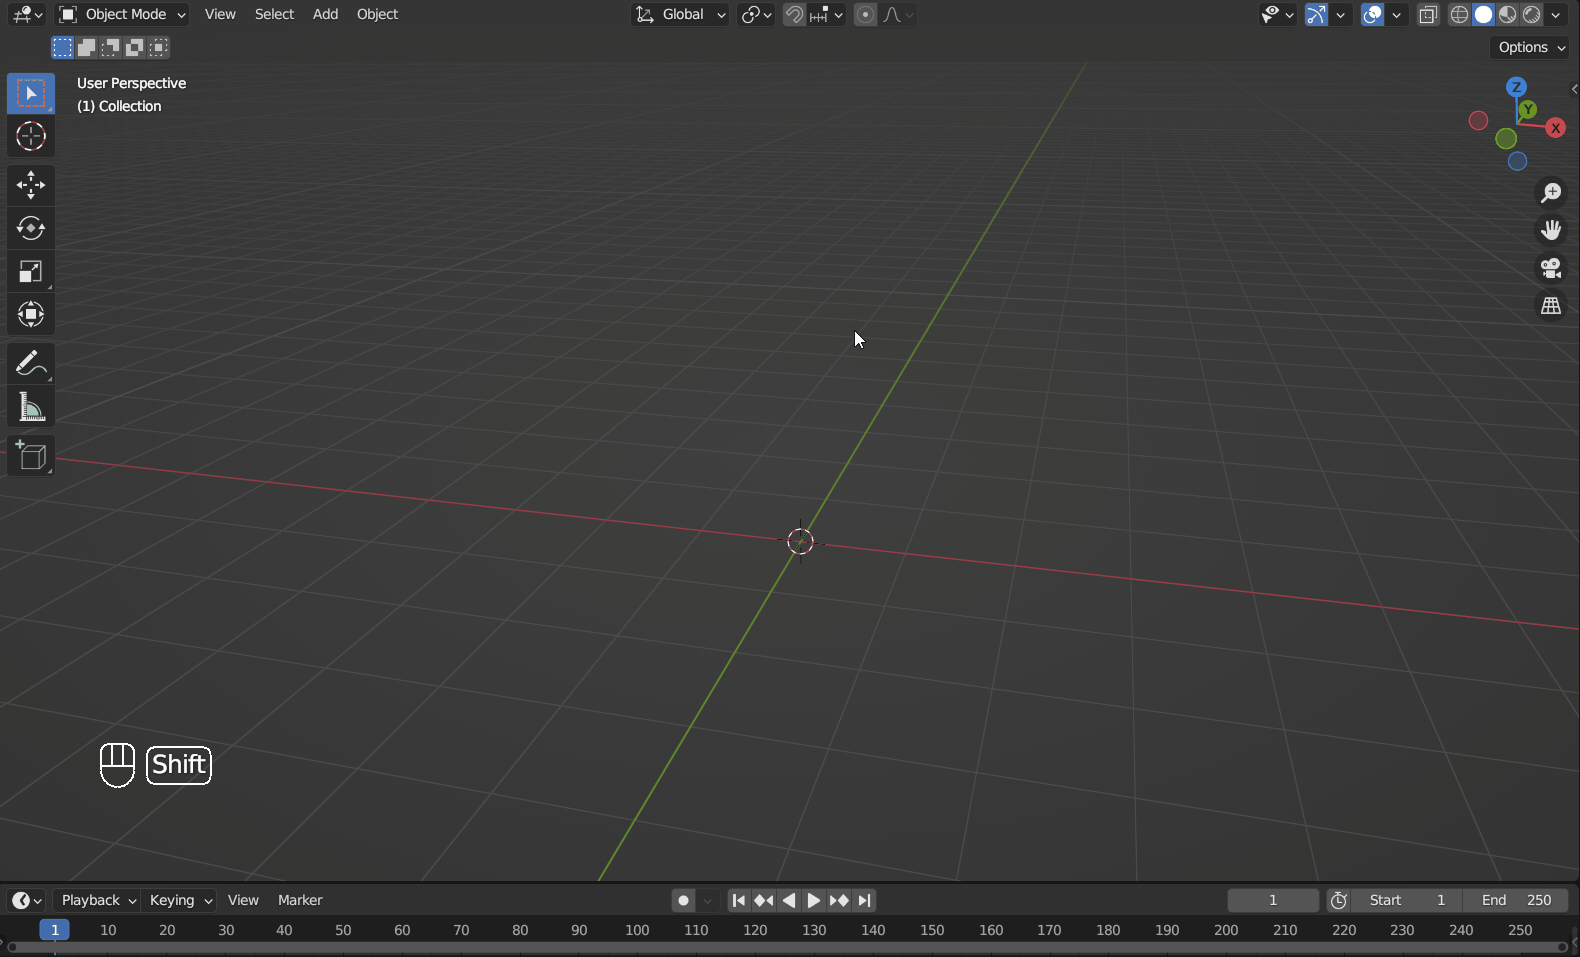 Object Mode View Select Add Object Global
Options
User Perspective
(1) Collection
Z
Y
X
Shift
Playback Keying View Marker 1 Start 1 End 250
1 10 20 30 40 50 60 70 80 90 100 110 120 130 140 150 160 170 180 190 200 210 220 230 240 250